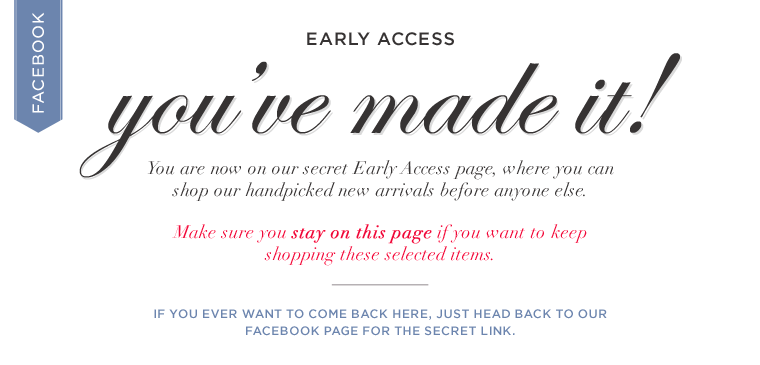 FACEBOOK
EARLY ACCESS
you've made it!
You are now on our secret Early Access page, where you can
shop our handpicked new arrivals before anyone else.
Make sure you stay on this page if you want to keep
shopping these selected items.
IF YOU EVER WANT TO COME BACK HERE, JUST HEAD BACK TO OUR
FACEBOOK PAGE FOR THE SECRET LINK.